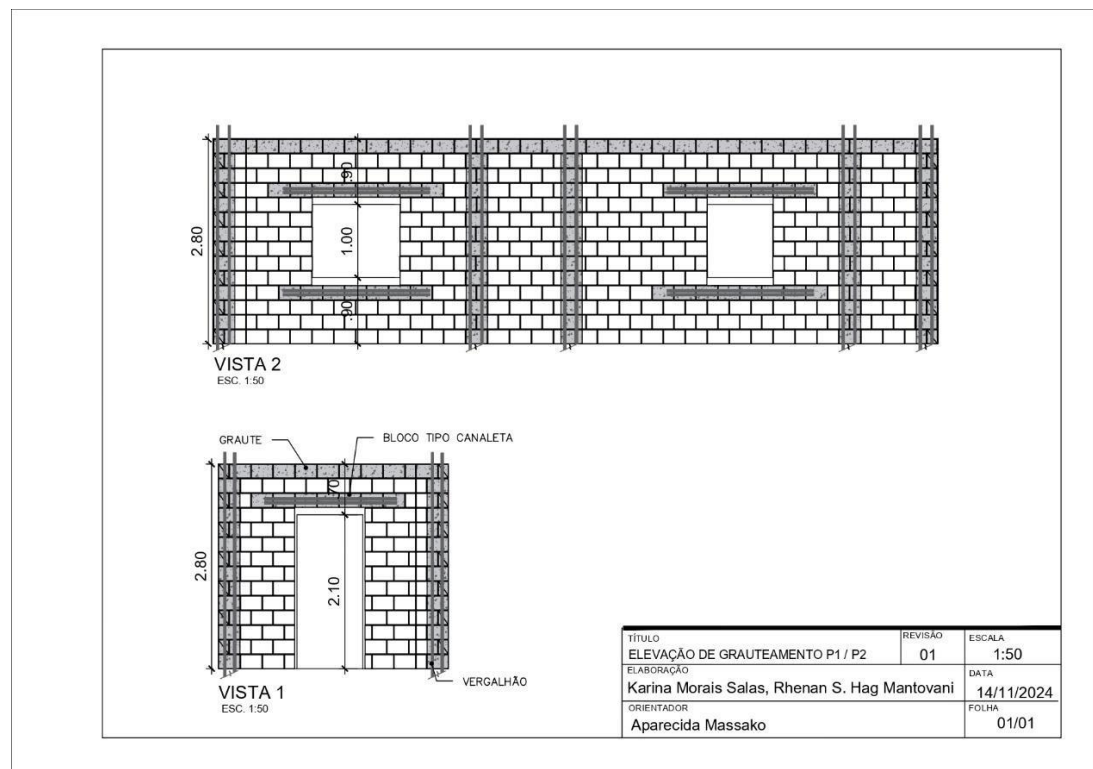 .90
1.00
2.80
.90
VISTA 2
ESC. 1:50
GRAUTE
BLOCO TIPO CANALETA
.70
2.80
2.10
VERGALHÃO
VISTA 1
ESC. 1:50
TÍTULO
ELEVAÇÃO DE GRAUTEAMENTO P1 / P2
REVISÃO
01
ESCALA
1:50
ELABORAÇÃO
Karina Morais Salas, Rhenan S. Hag Mantovani
DATA
14/11/2024
ORIENTADOR
Aparecida Massako
FOLHA
01/01